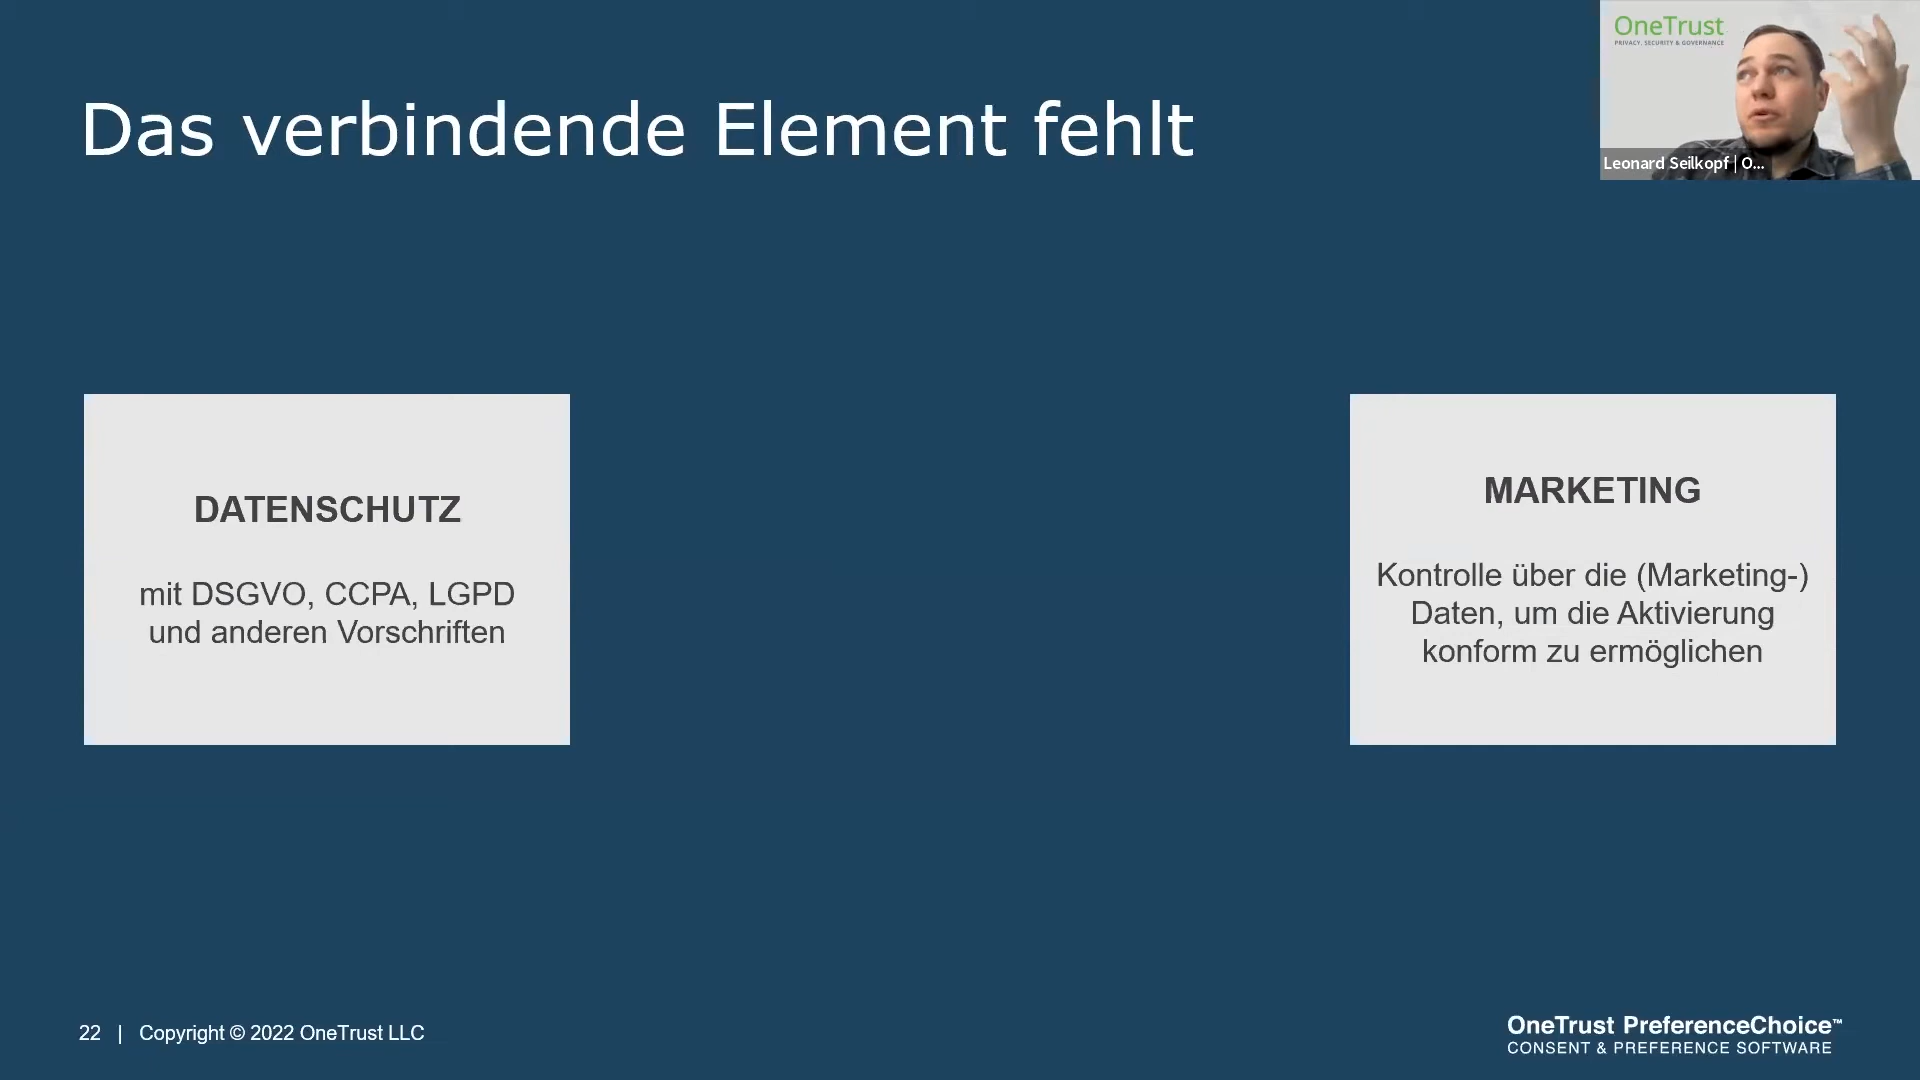 OneTrust
PRIVACY, SECURITY & GOVERNANCE
Leonard Seilkopf | O...
Das verbindende Element fehlt
DATENSCHUTZ
mit DSGVO, CCPA, LGPD
und anderen Vorschriften
MARKETING
Kontrolle über die (Marketing-)
Daten, um die Aktivierung
konform zu ermöglichen
22 | Copyright © 2022 OneTrust LLC
OneTrust PreferenceChoice™
CONSENT & PREFERENCE SOFTWARE